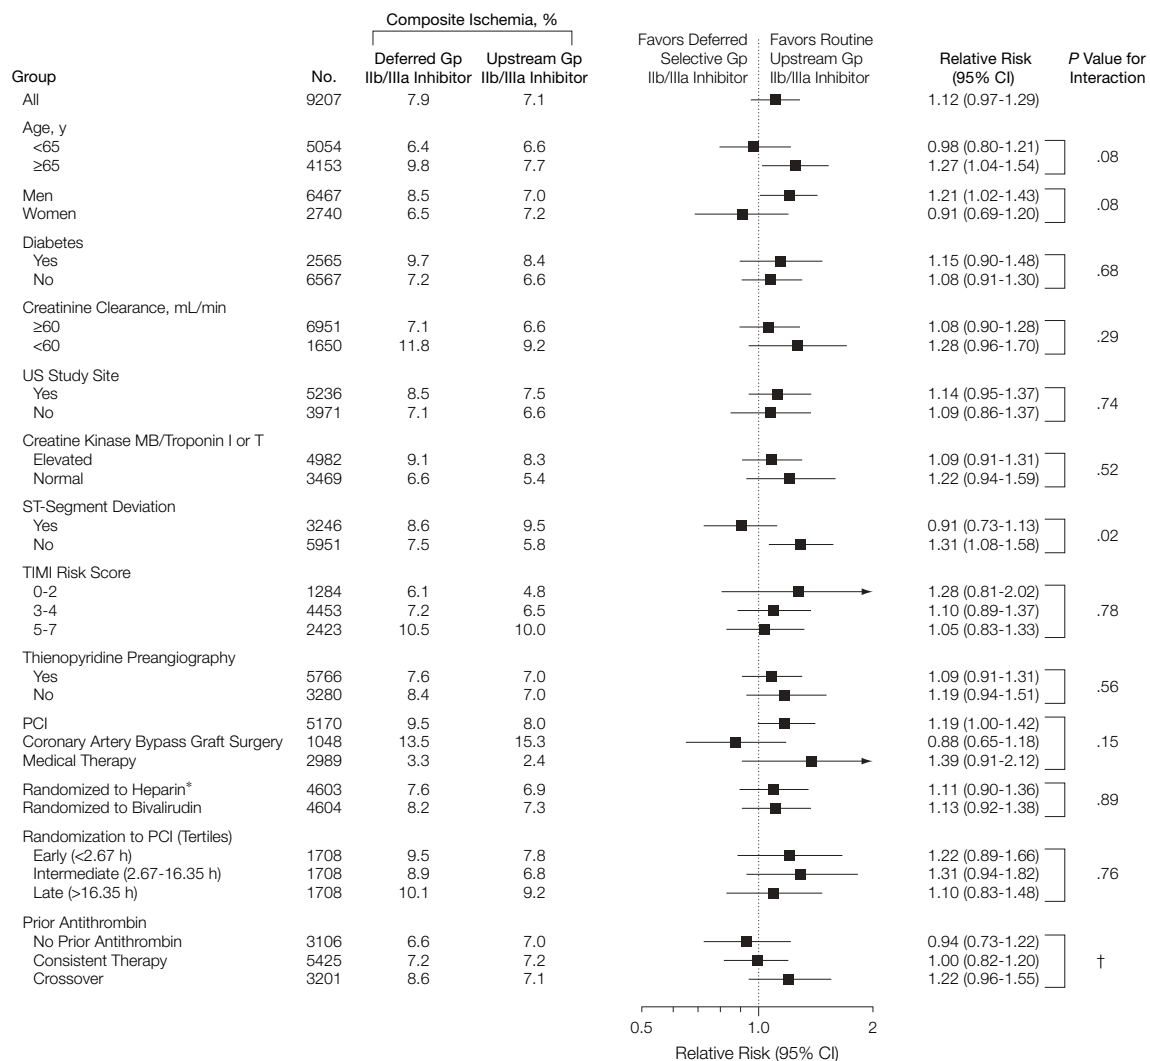 Composite Ischemia, %
Favors Deferred Selective Gp IIb/IIIa Inhibitor
Favors Routine Upstream Gp IIb/IIIa Inhibitor
Group No. Deferred Gp IIb/IIIa Inhibitor Upstream Gp IIb/IIIa Inhibitor Relative Risk (95% CI) P Value for Interaction
All 9207 7.9 7.1 1.12 (0.97-1.29)
Age, y
<65 5054 6.4 6.6 0.98 (0.80-1.21)
≥65 4153 9.8 7.7 1.27 (1.04-1.54)
.08
Men 6467 8.5 7.0 1.21 (1.02-1.43)
Women 2740 6.5 7.2 0.91 (0.69-1.20)
.08
Diabetes
Yes 2565 9.7 8.4 1.15 (0.90-1.48)
No 6567 7.2 6.6 1.08 (0.91-1.30)
.68
Creatinine Clearance, mL/min
≥60 6951 7.1 6.6 1.08 (0.90-1.28)
<60 1650 11.8 9.2 1.28 (0.96-1.70)
.29
US Study Site
Yes 5236 8.5 7.5 1.14 (0.95-1.37)
No 3971 7.1 6.6 1.09 (0.86-1.37)
.74
Creatine Kinase MB/Troponin I or T
Elevated 4982 9.1 8.3 1.09 (0.91-1.31)
Normal 3469 6.6 5.4 1.22 (0.94-1.59)
.52
ST-Segment Deviation
Yes 3246 8.6 9.5 0.91 (0.73-1.13)
No 5951 7.5 5.8 1.31 (1.08-1.58)
.02
TIMI Risk Score
0-2 1284 6.1 4.8 1.28 (0.81-2.02)
3-4 4453 7.2 6.5 1.10 (0.89-1.37)
5-7 2423 10.5 10.0 1.05 (0.83-1.33)
.78
Thienopyridine Preangiography
Yes 5766 7.6 7.0 1.09 (0.91-1.31)
No 3280 8.4 7.0 1.19 (0.94-1.51)
.56
PCI 5170 9.5 8.0 1.19 (1.00-1.42)
Coronary Artery Bypass Graft Surgery 1048 13.5 15.3 0.88 (0.65-1.18)
Medical Therapy 2989 3.3 2.4 1.39 (0.91-2.12)
.15
Randomized to Heparin* 4603 7.6 6.9 1.11 (0.90-1.36)
Randomized to Bivalirudin 4604 8.2 7.3 1.13 (0.92-1.38)
.89
Randomization to PCI (Tertiles)
Early (<2.67 h) 1708 9.5 7.8 1.22 (0.89-1.66)
Intermediate (2.67-16.35 h) 1708 8.9 6.8 1.31 (0.94-1.82)
Late (>16.35 h) 1708 10.1 9.2 1.10 (0.83-1.48)
.76
Prior Antithrombin
No Prior Antithrombin 3106 6.6 7.0 0.94 (0.73-1.22)
Consistent Therapy 5425 7.2 7.2 1.00 (0.82-1.20)
Crossover 3201 8.6 7.1 1.22 (0.96-1.55)
†
0.5 1.0 2
Relative Risk (95% CI)